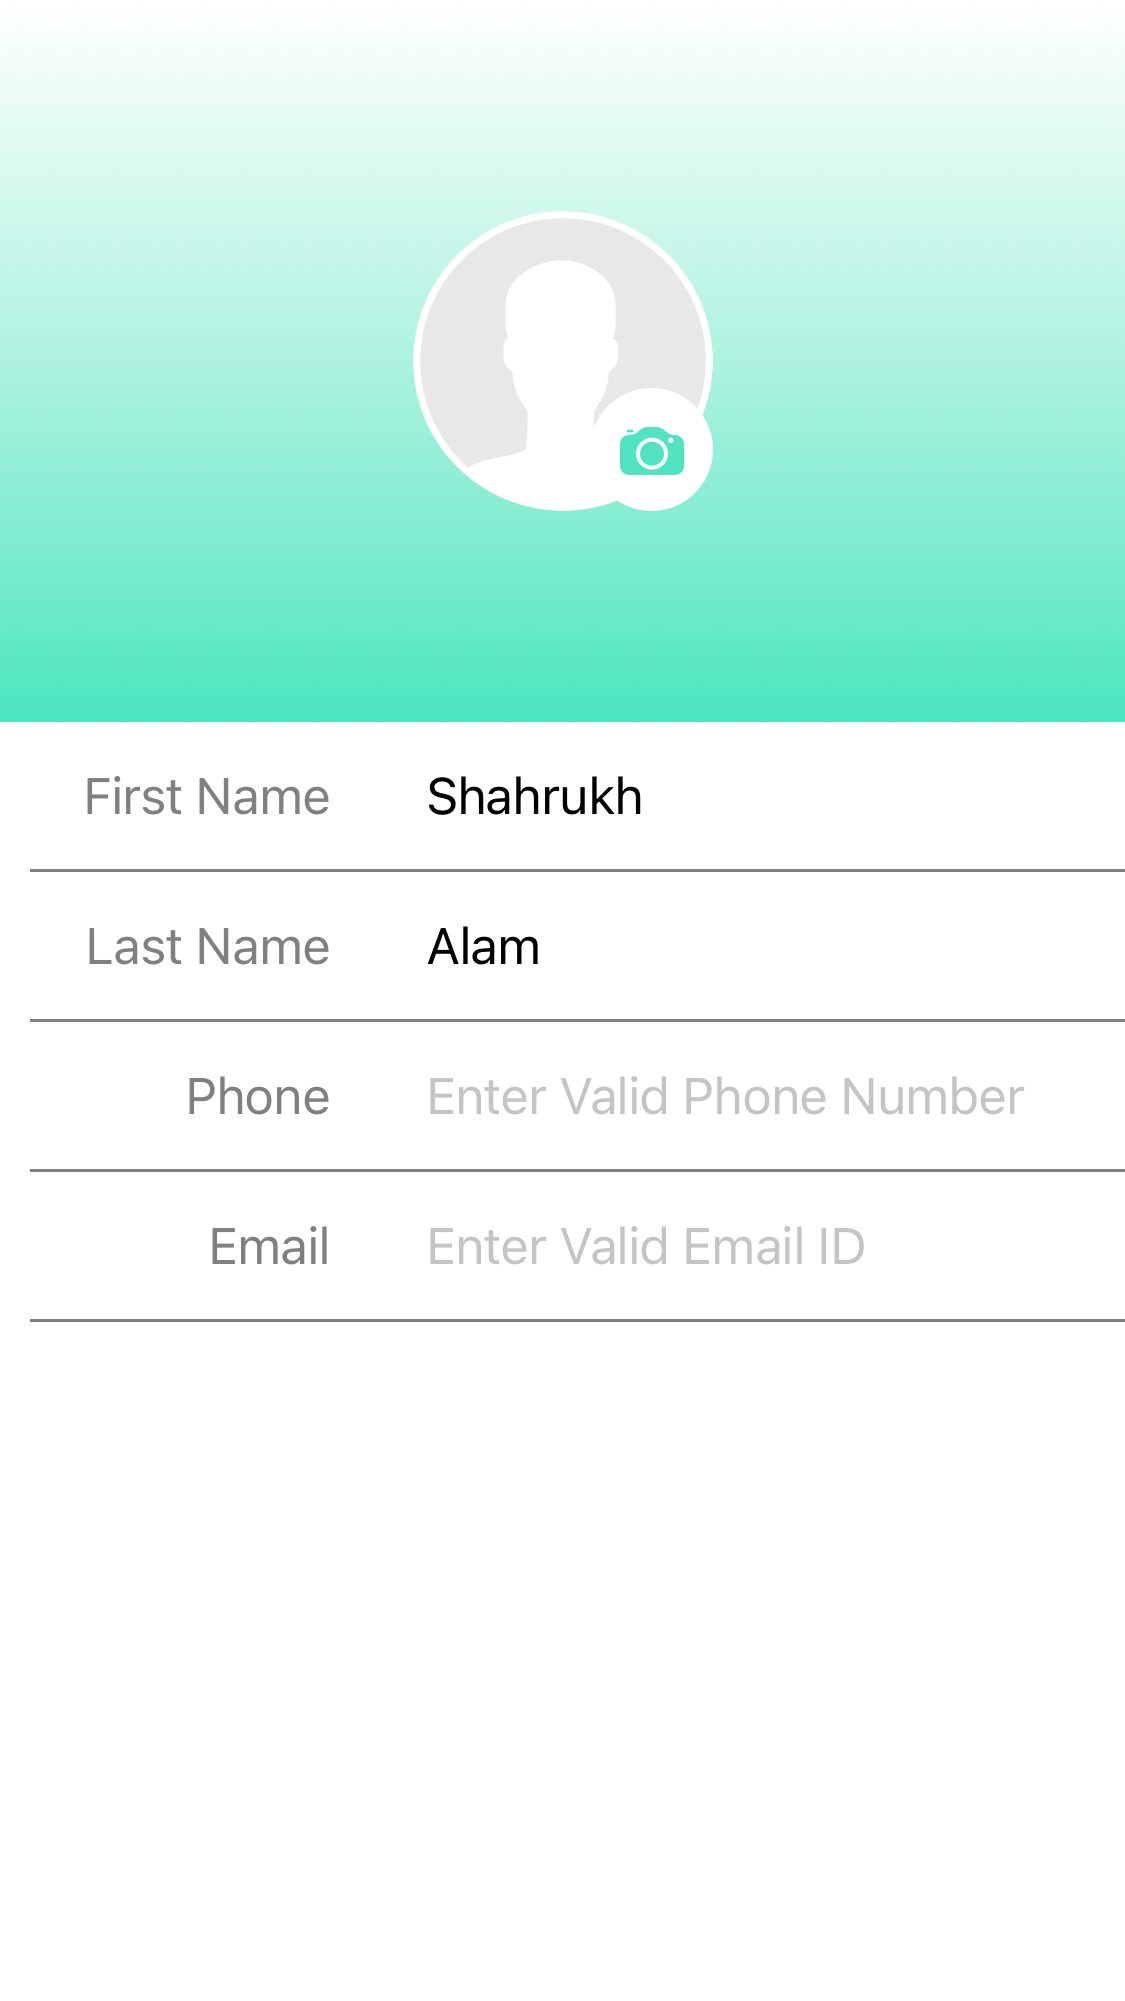 First Name Shahrukh
Last Name Alam
Phone Enter Valid Phone Number
Email Enter Valid Email ID